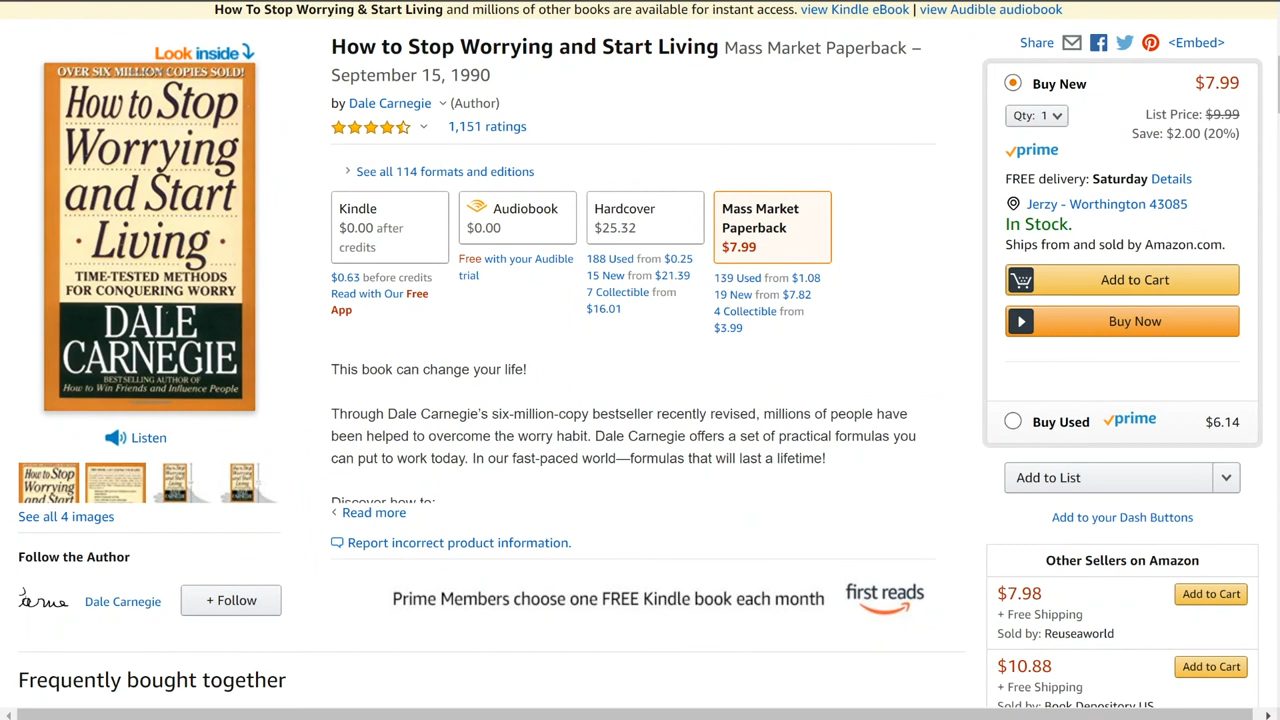 How To Stop Worrying & Start Living and millions of other books are available for instant access. view Kindle eBook | view Audible audiobook
Look inside
OVER SIX MILLION COPIES SOLD!
How to Stop
Worrying
and Start
· Living ·
TIME-TESTED METHODS
FOR CONQUERING WORRY
DALE
CARNEGIE
BESTSELLING AUTHOR OF
How to Win Friends and Influence People
Listen
How to Stop
Worrying
and Start
See all 4 images
Follow the Author
Dale Carnegie
+ Follow
How to Stop Worrying and Start Living Mass Market Paperback –
September 15, 1990
by Dale Carnegie (Author)
1,151 ratings
See all 114 formats and editions
Kindle
$0.00 after
credits
$0.63 before credits
Read with Our Free
App
Audiobook
$0.00
Free with your Audible
trial
Hardcover
$25.32
188 Used from $0.25
15 New from $21.39
7 Collectible from
$16.01
Mass Market
Paperback
$7.99
139 Used from $1.08
19 New from $7.82
4 Collectible from
$3.99
This book can change your life!
Through Dale Carnegie's six-million-copy bestseller recently revised, millions of people have
been helped to overcome the worry habit. Dale Carnegie offers a set of practical formulas you
can put to work today. In our fast-paced world—formulas that will last a lifetime!
Discover how to:
Read more
Report incorrect product information.
Prime Members choose one FREE Kindle book each month
first reads
Share <Embed>
Buy New $7.99
Qty: 1
List Price: $9.99
Save: $2.00 (20%)
prime
FREE delivery: Saturday Details
Jerzy - Worthington 43085
In Stock.
Ships from and sold by Amazon.com.
Add to Cart
Buy Now
Buy Used prime $6.14
Add to List
Add to your Dash Buttons
Other Sellers on Amazon
$7.98 Add to Cart
+ Free Shipping
Sold by: Reuseaworld
$10.88 Add to Cart
+ Free Shipping
Sold by: Book Depository US
Frequently bought together